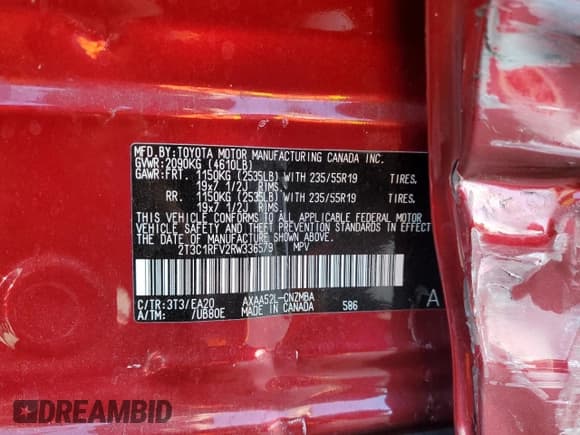 MFD.BY:TOYOTA MOTOR MANUFACTURING CANADA INC.
GVWR:2090KG (4610LB)
GAWR:FRT. 1150KG (2535LB) WITH 235/55R19 TIRES,
19x7 1/2J RIMS,
RR. 1150KG (2535LB) WITH 235/55R19 TIRES,
19x7 1/2J RIMS,
THIS VEHICLE CONFORMS TO ALL APPLICABLE FEDERAL MOTOR
VEHICLE SAFETY AND THEFT PREVENTION STANDARDS IN EFFECT
ON THE DATE OF MANUFACTURE SHOWN ABOVE.
2T3C1RFV2RW336579 MPV
C/TR:3T3/EA20 AXAA52L-CNZMBA
A/TM: /UB80E MADE IN CANADA 586 A
DREAMBID